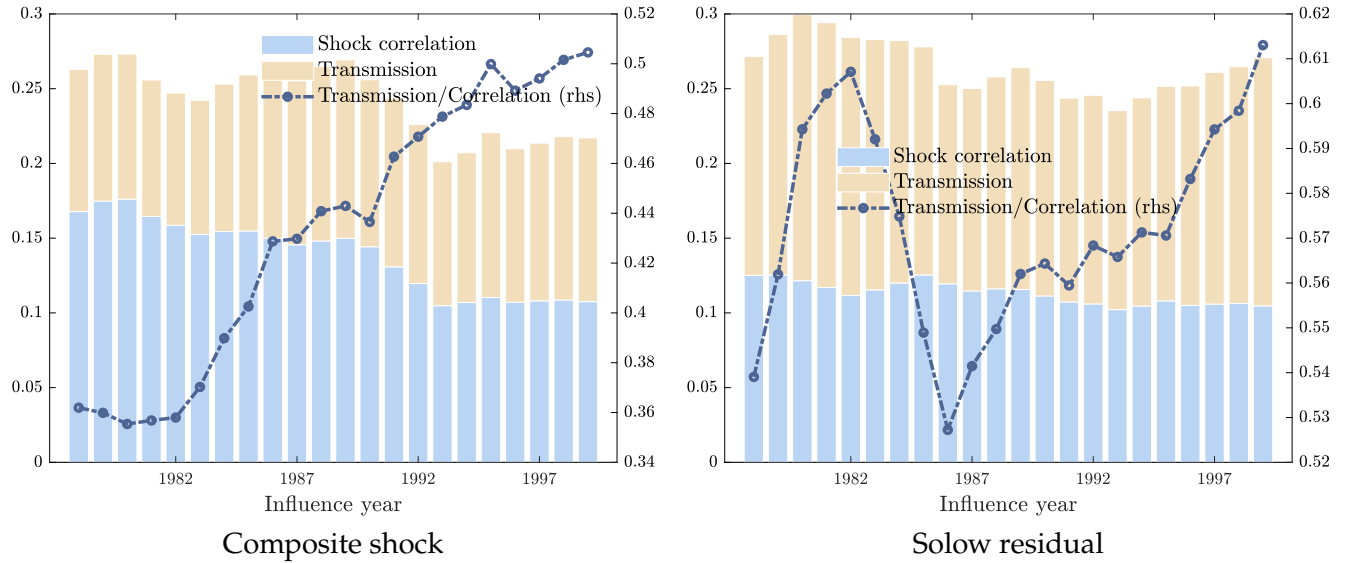 0.3
0.25
0.2
0.15
0.1
0.05
0
0.52
0.5
0.48
0.46
0.44
0.42
0.4
0.38
0.36
0.34
Shock correlation
Transmission
Transmission/Correlation (rhs)
1982 1987 1992 1997
Influence year
Composite shock
0.3
0.25
0.2
0.15
0.1
0.05
0
0.62
0.61
0.6
0.59
0.58
0.57
0.56
0.55
0.54
0.53
0.52
Shock correlation
Transmission
Transmission/Correlation (rhs)
1982 1987 1992 1997
Influence year
Solow residual